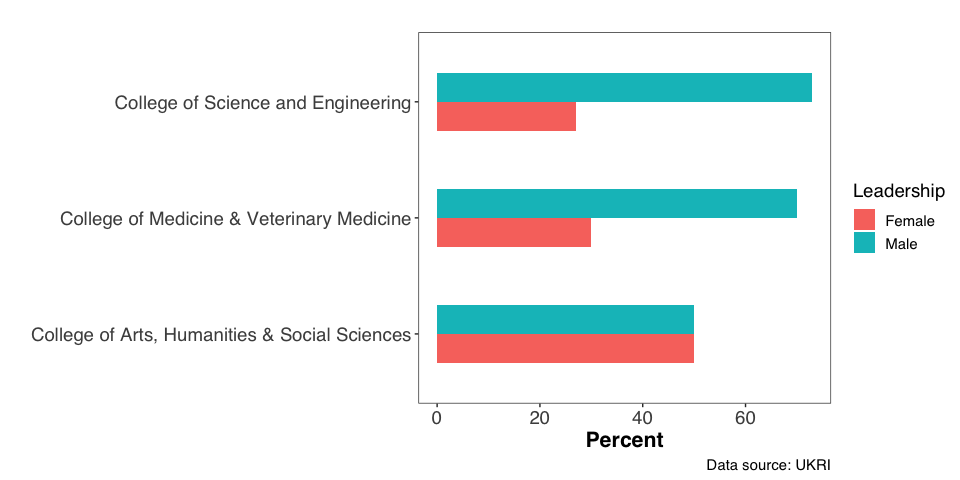 College of Science and Engineering
College of Medicine & Veterinary Medicine
College of Arts, Humanities & Social Sciences
0 20 40 60
Percent
Data source: UKRI
Leadership
Female
Male